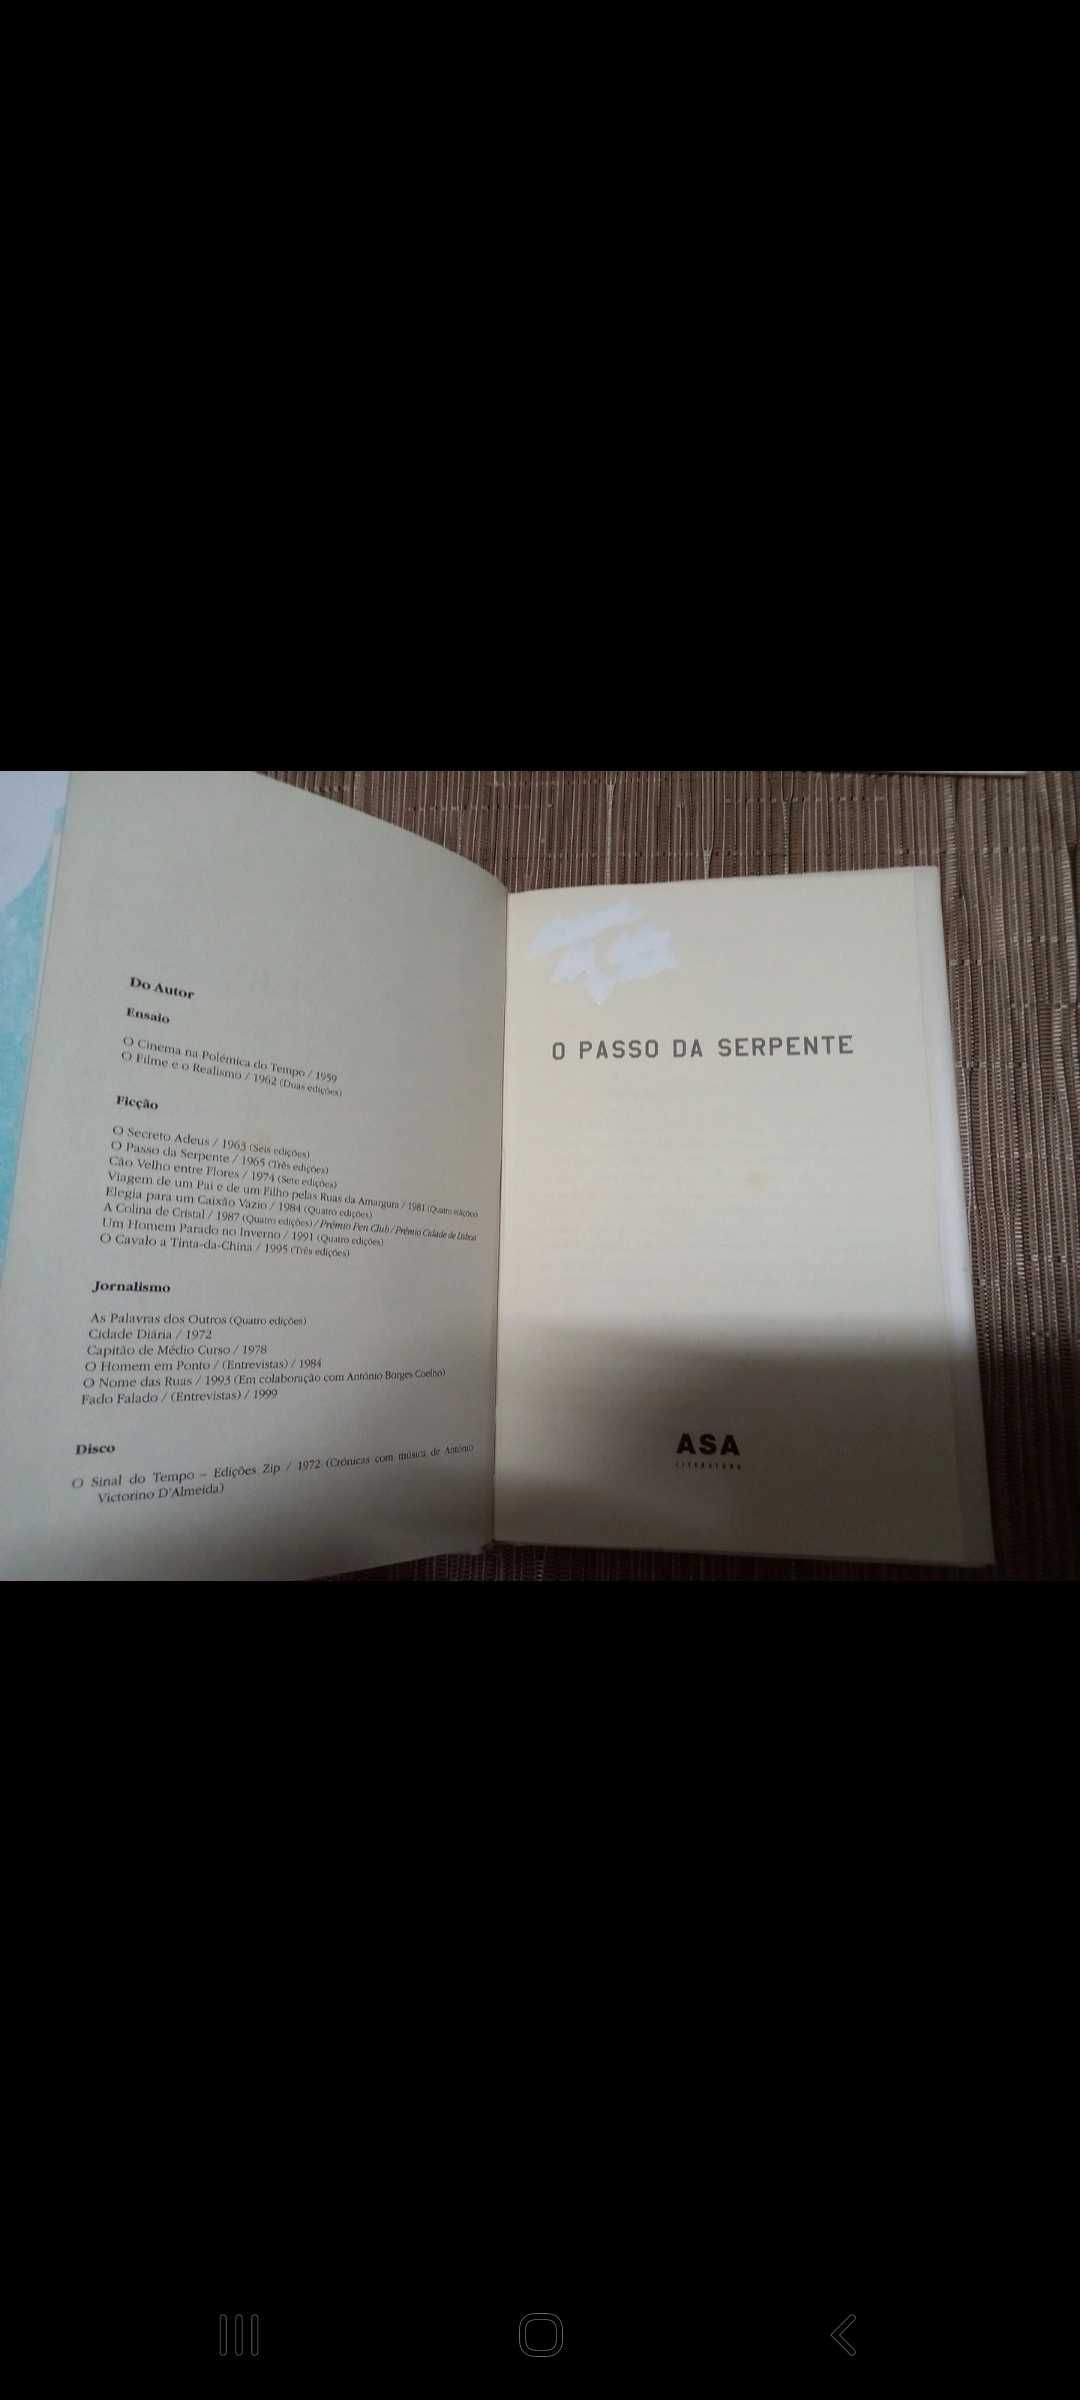 Do Autor
Ensaio
O Cinema na Polémica do Tempo / 1959
O Filme e o Realismo / 1962 (Duas edições)
Ficção
O Secreto Adeus / 1963 (Seis edições)
O Passo da Serpente / 1965 (Três edições)
Cão Velho entre Flores / 1974 (Sete edições)
Viagem de um Pai e de um Filho pelas Ruas da Amargura / 1981 (Quatro edições)
Elegia para um Caixão Vazio / 1984 (Quatro edições)
A Colina de Cristal / 1987 (Quatro edições) / Prémio Pen Club / Prémio Cidade de Lisboa
Um Homem Parado no Inverno / 1991 (Quatro edições)
O Cavalo a Tinta-da-China / 1995 (Três edições)
Jornalismo
As Palavras dos Outros (Quatro edições)
Cidade Diária / 1972
Capitão de Médio Curso / 1978
O Homem em Ponto / (Entrevistas) / 1984
O Nome das Ruas / 1993 (Em colaboração com António Borges Coelho)
Fado Falado / (Entrevistas) / 1999
Disco
O Sinal do Tempo – Edições Zip / 1972 (Crónicas com música de António
Victorino D'Almeida)
O PASSO DA SERPENTE
ASA
LITERATURA